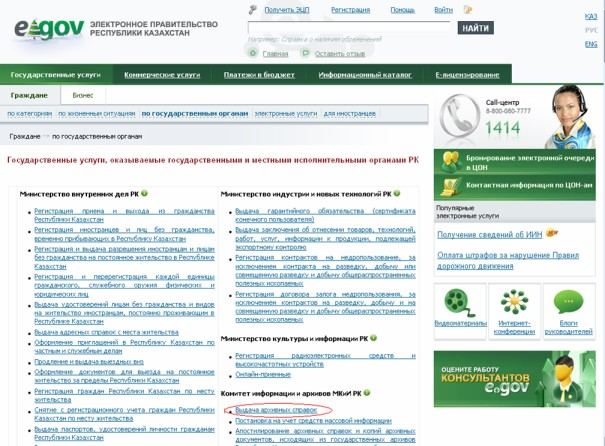 Получить ЭЦП Регистрация Помощь Войти
ҚАЗ
РУС
ENG
e.gov ЭЛЕКТРОННОЕ ПРАВИТЕЛЬСТВО
РЕСПУБЛИКИ КАЗАХСТАН
НАЙТИ
Например: Справка о наличии обременений
Главная Оставить отзыв
Государственные услуги Коммерческие услуги Платежи в бюджет Информационный каталог Е-лицензирование
Граждане Бизнес
по категориям по жизненным ситуациям по государственным органам электронные услуги для иностранцев
Граждане по государственным органам
Государственные услуги, оказываемые государственными и местными исполнительными органами РК
Министерство внутренних дел РК
Регистрация приема и выхода из гражданства
Республики Казахстан
Регистрация иностранцев и лиц без гражданства,
временно пребывающих в Республике Казахстан
Регистрация и выдача разрешения иностранцам и лицам
без гражданства на постоянное жительство в Республике
Казахстан
Регистрация и перерегистрация каждой единицы
гражданского, служебного оружия физических и
юридических лиц
Выдача удостоверений лицам без гражданства и видов
на жительство иностранцам, постоянно проживающим в
Республике Казахстан
Выдача адресных справок с места жительства
Оформление приглашений в Республику Казахстан по
частным и служебным делам
Продление и выдача выездных виз
Оформление документов для выезда на постоянное
жительство за пределы Республики Казахстан
Регистрация граждан Республики Казахстан по месту
жительства
Снятие с регистрационного учета граждан Республики
Казахстан по месту жительства
Выдача паспортов, удостоверений личности гражданам
Республики Казахстан
Министерство индустрии и новых технологий РК
Выдача гарантийного обязательства (сертификата
конечного пользователя)
Выдача заключения об отнесении товаров, технологий,
работ, услуг, информации к продукции, подлежащей
экспортному контролю
Регистрация контрактов на недропользование, за
исключением контракта на разведку, добычу или
совмещенную разведку и добычу общераспространенных
полезных ископаемых
Регистрация договора залога недропользования, за
исключением контрактов на разведку, добычу и на
совмещенную разведку и добычу общераспространенных
полезных ископаемых
Министерство культуры и информации РК
Регистрация радиоэлектронных средств и
высокочастотных устройств
Онлайн-приемные
Комитет информации и архивов МКиИ РК
Выдача архивных справок
Постановка на учет средств массовой информации
Апостилирование архивных справок и копий архивных
документов, исходящих из государственных архивов
Call-центр
8-800-080-7777
1414
Бронирование электронной очереди
в ЦОН
Контактная информация по ЦОН-ам
Популярные
электронные услуги
Получение сведений об ИИН
Оплата штрафов за нарушение Правил
дорожного движения
Видеоматериалы
Интернет-
конференции
Блоги
руководителей
ОЦЕНИТЕ РАБОТУ
КОНСУЛЬТАНТОВ
e.gov